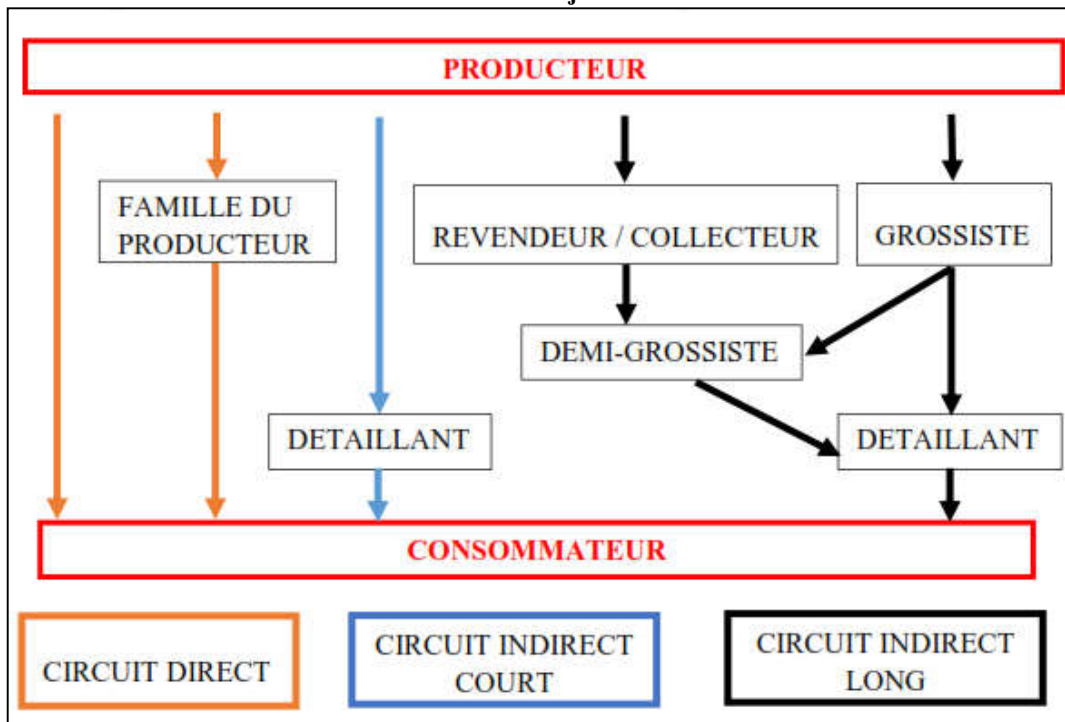 PRODUCTEUR
FAMILLE DU
PRODUCTEUR
REVENDEUR / COLLECTEUR
GROSSISTE
DEMI-GROSSISTE
DETAILLANT
DETAILLANT
CONSOMMATEUR
CIRCUIT DIRECT
CIRCUIT INDIRECT
COURT
CIRCUIT INDIRECT
LONG